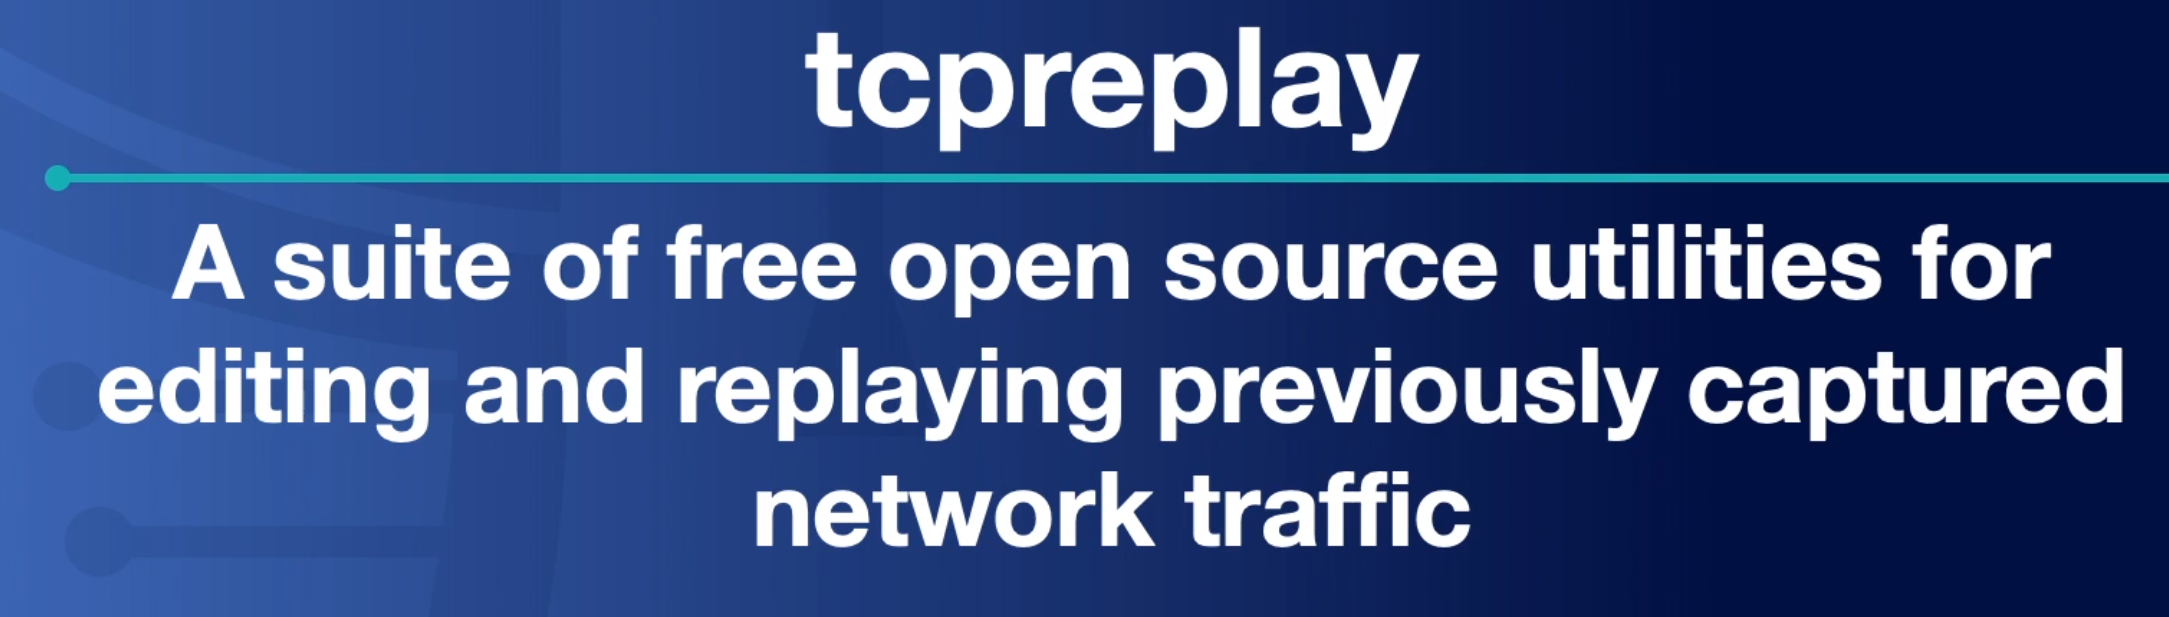 tcpreplay
A suite of free open source utilities for
editing and replaying previously captured
network traffic